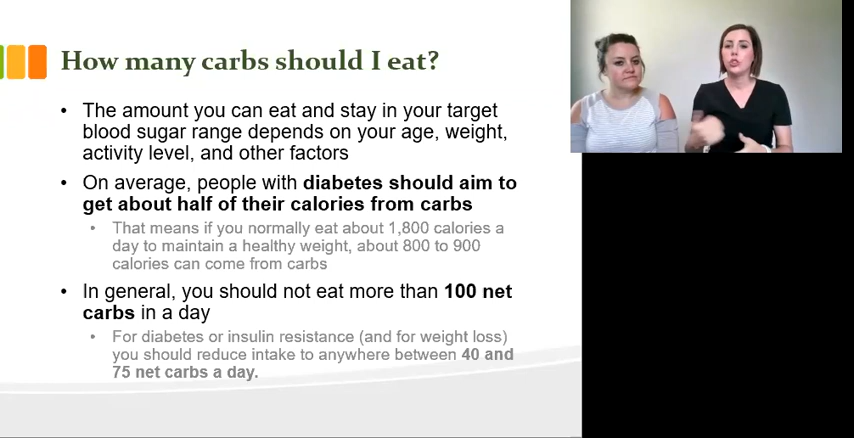 How many carbs should I eat?
• The amount you can eat and stay in your target
blood sugar range depends on your age, weight,
activity level, and other factors
• On average, people with diabetes should aim to
get about half of their calories from carbs
• That means if you normally eat about 1,800 calories a
day to maintain a healthy weight, about 800 to 900
calories can come from carbs
• In general, you should not eat more than 100 net
carbs in a day
• For diabetes or insulin resistance (and for weight loss)
you should reduce intake to anywhere between 40 and
75 net carbs a day.